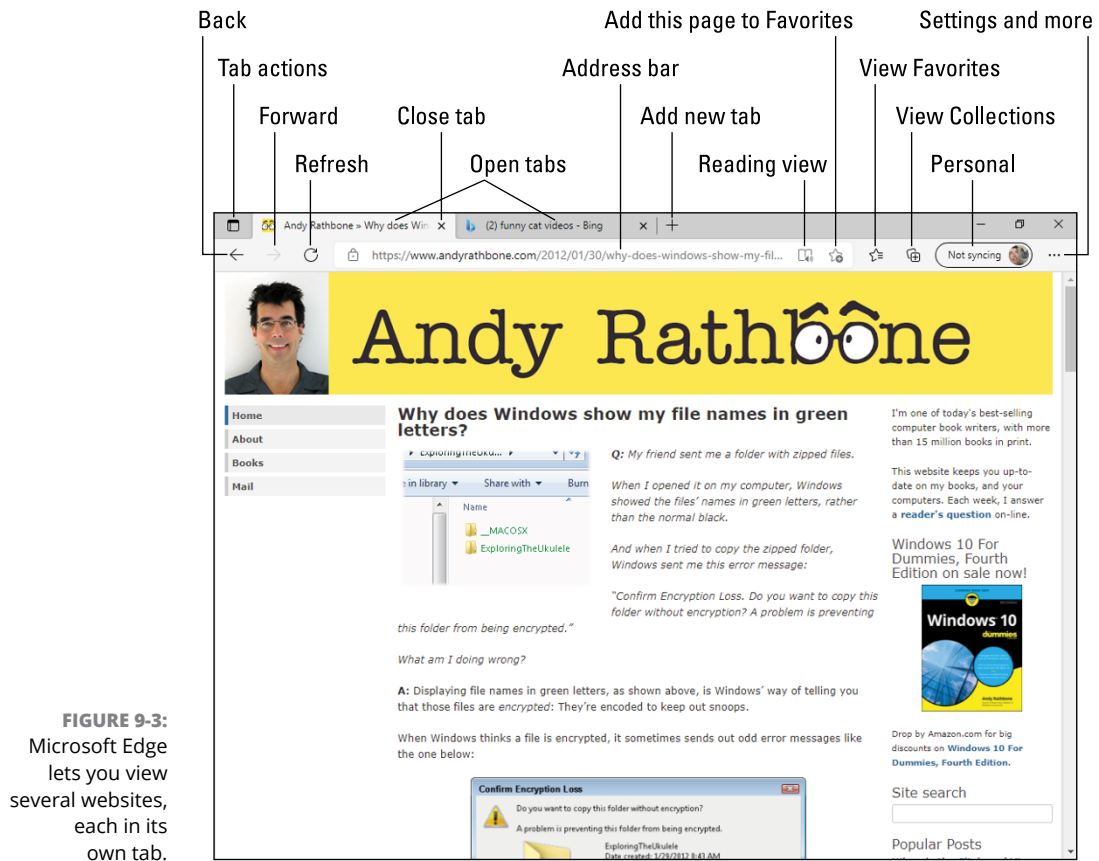 Back
Add this page to Favorites
Settings and more
Tab actions
Address bar
View Favorites
Forward
Close tab
Add new tab
View Collections
Refresh
Open tabs
Reading view
Personal
Andy Rathbone » Why does Win
(2) funny cat videos - Bing
https://www.andyrathbone.com/2012/01/30/why-does-windows-show-my-fil...
Not syncing
Andy Rathbone
Home
About
Books
Mail
Why does Windows show my file names in green
letters?
ExploringTheUku...
e in library
Share with
Burn
Name
__MACOSX
ExploringTheUkulele
Q: My friend sent me a folder with zipped files.
When I opened it on my computer, Windows
showed the files' names in green letters, rather
than the normal black.
And when I tried to copy the zipped folder,
Windows sent me this error message:
"Confirm Encryption Loss. Do you want to copy this
folder without encryption? A problem is preventing
this folder from being encrypted."
What am I doing wrong?
A: Displaying file names in green letters, as shown above, is Windows' way of telling you
that those files are encrypted: They're encoded to keep out snoops.
When Windows thinks a file is encrypted, it sometimes sends out odd error messages like
the one below:
Confirm Encryption Loss
Do you want to copy this folder without encryption?
A problem is preventing this folder from being encrypted.
ExploringTheUkulele
Date created: 1/29/2012 8:43 AM
I'm one of today's best-selling
computer book writers, with more
than 15 million books in print.
This website keeps you up-to-
date on my books, and your
computers. Each week, I answer
a reader's question on-line.
Windows 10 For
Dummies, Fourth
Edition on sale now!
Windows 10
dummies
Andy Rathbone
Drop by Amazon.com for big
discounts on Windows 10 For
Dummies, Fourth Edition.
Site search
Popular Posts
FIGURE 9-3:
Microsoft Edge
lets you view
several websites,
each in its
own tab.